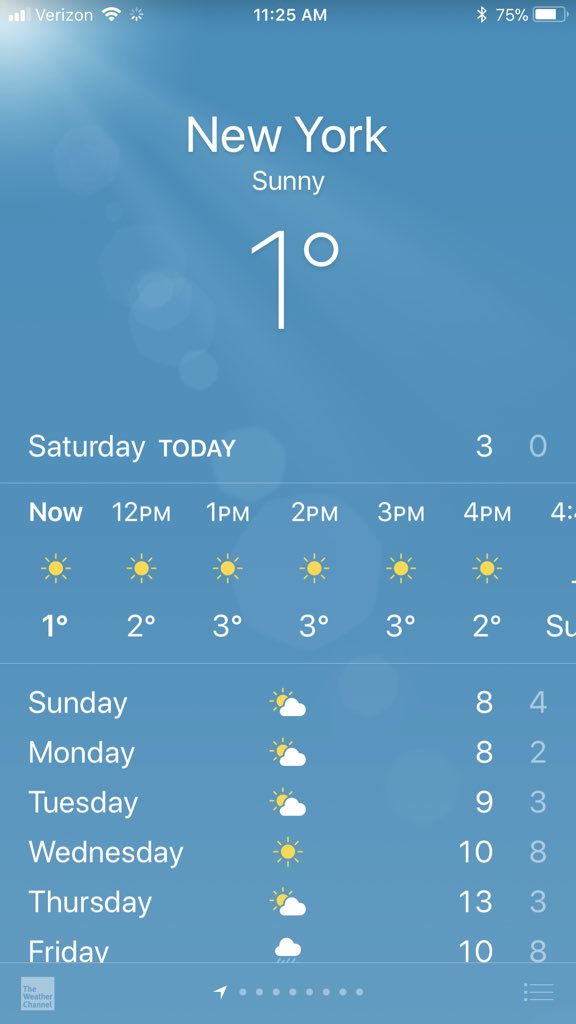 Verizon 11:25 AM 75%
New York
Sunny
1°
Saturday TODAY 3 0
Now 12PM 1PM 2PM 3PM 4PM 4:
1° 2° 3° 3° 3° 2° Su
Sunday 8 4
Monday 8 2
Tuesday 9 3
Wednesday 10 8
Thursday 13 3
Friday 10 8
The
Weather
Channel